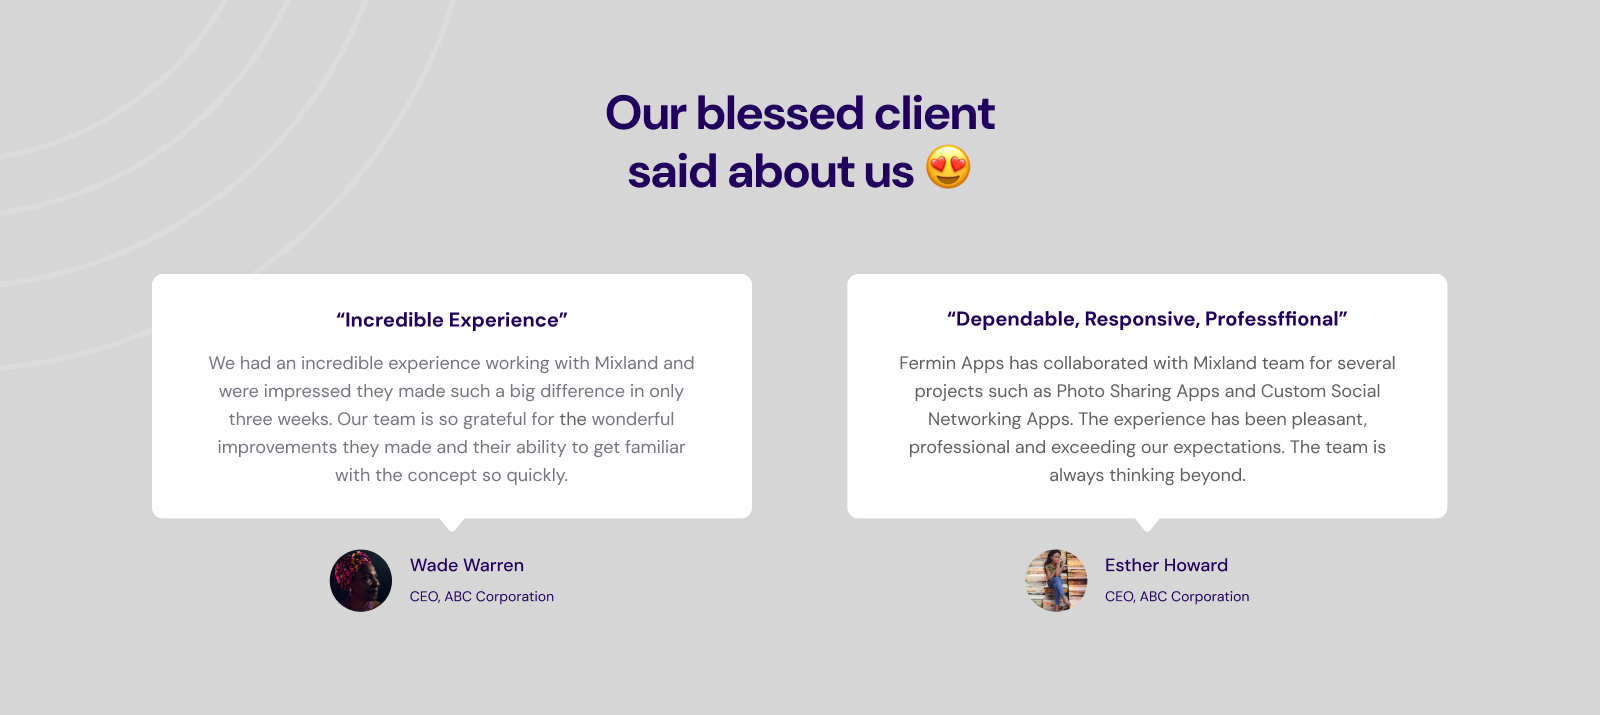 Our blessed client
said about us 😍
“Incredible Experience”
We had an incredible experience working with Mixland and
were impressed they made such a big difference in only
three weeks. Our team is so grateful for the wonderful
improvements they made and their ability to get familiar
with the concept so quickly.
Wade Warren
CEO, ABC Corporation
“Dependable, Responsive, Professffional”
Fermin Apps has collaborated with Mixland team for several
projects such as Photo Sharing Apps and Custom Social
Networking Apps. The experience has been pleasant,
professional and exceeding our expectations. The team is
always thinking beyond.
Esther Howard
CEO, ABC Corporation